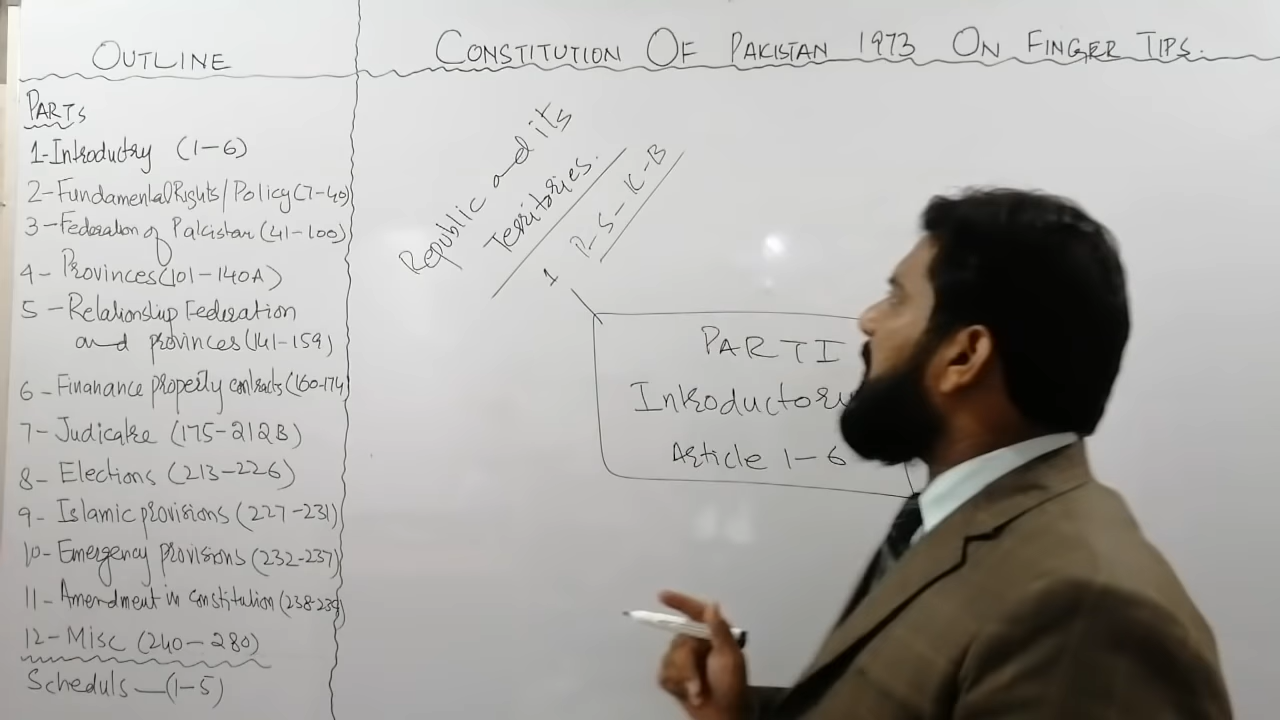 OUTLINE
CONSTITUTION OF PAKISTAN 1973 ON FINGER TIPS.
PARTS
1-Introductry (1-6)
2-Fundamental Rights/Policy (7-40)
3-Federation of Pakistan (41-100)
4-Provinces (101-140A)
5-Relationship Federation
and provinces (141-159)
6-Finanance property contracts (160-174
7-Judicatre (175-212B)
8-Elections (213-226)
9-Islamic provisions (227-231)
10-Emergency provisions (232-237)
11-Amendment in constitution (238-239)
12-Misc (240-280)
Scheduls-(1-5)
Republic and its
Territories.
P-S-K-B
1
PART I
Introductory
Article 1-6